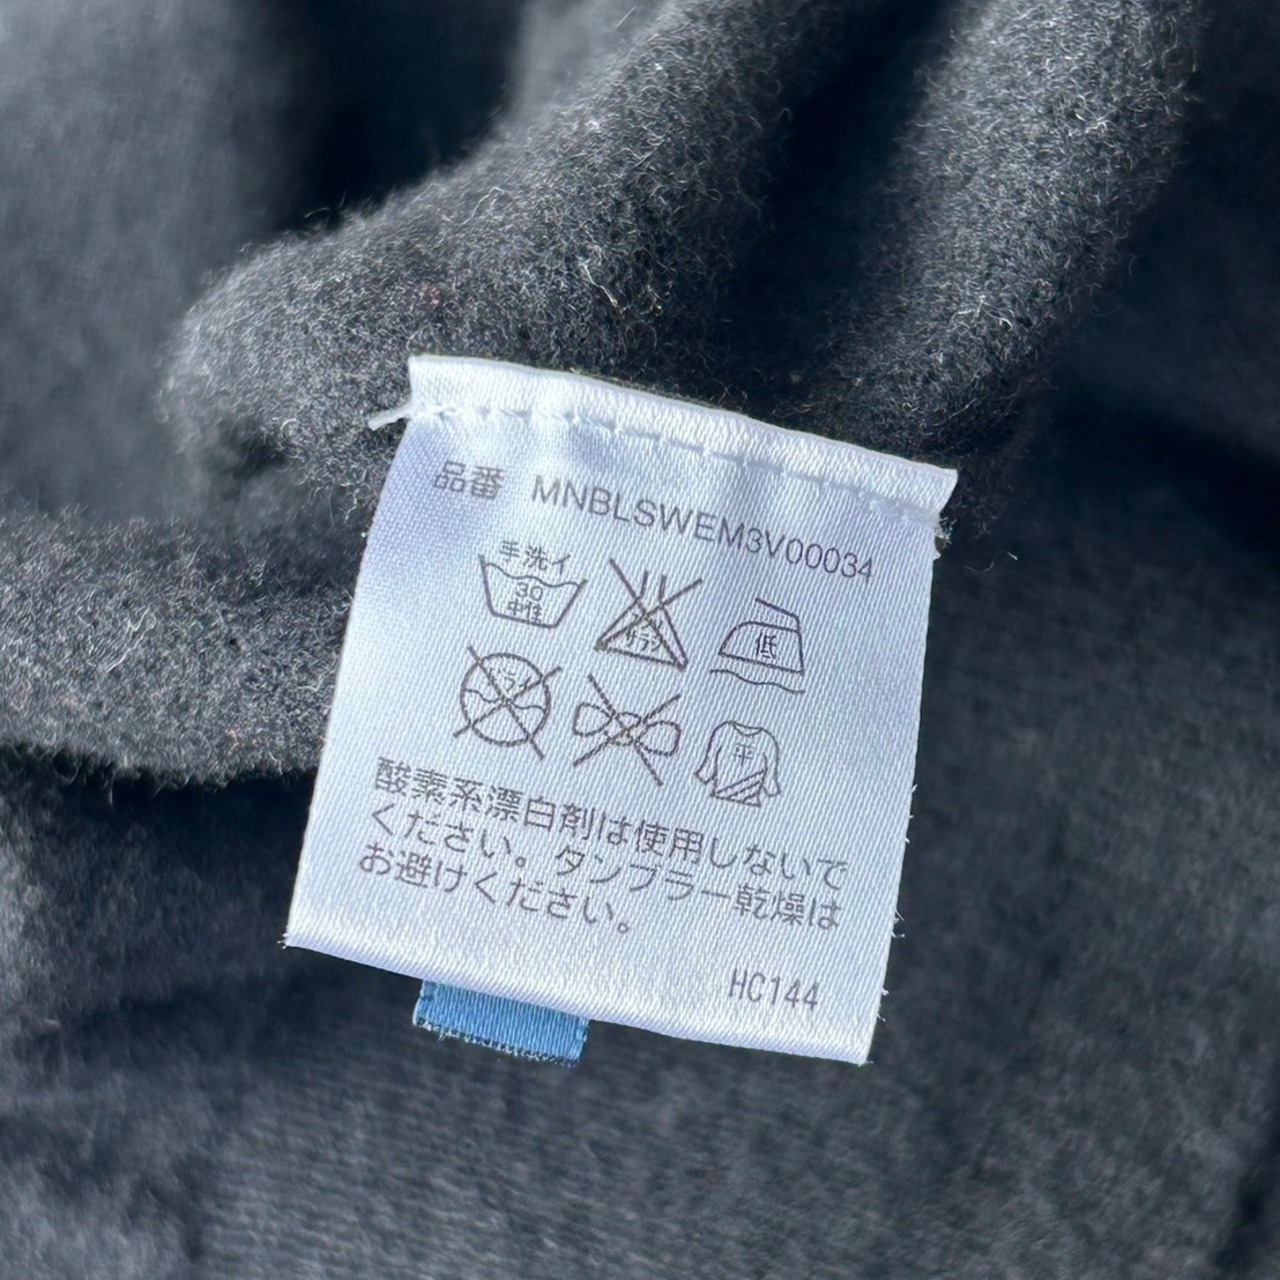 品番 MNBLSWEM3V00034
手洗イ
30
中性
サラシ
低
ドライ
平
酸素系漂白剤は使用しないで
ください。タンブラー乾燥は
お避けください。
HC144